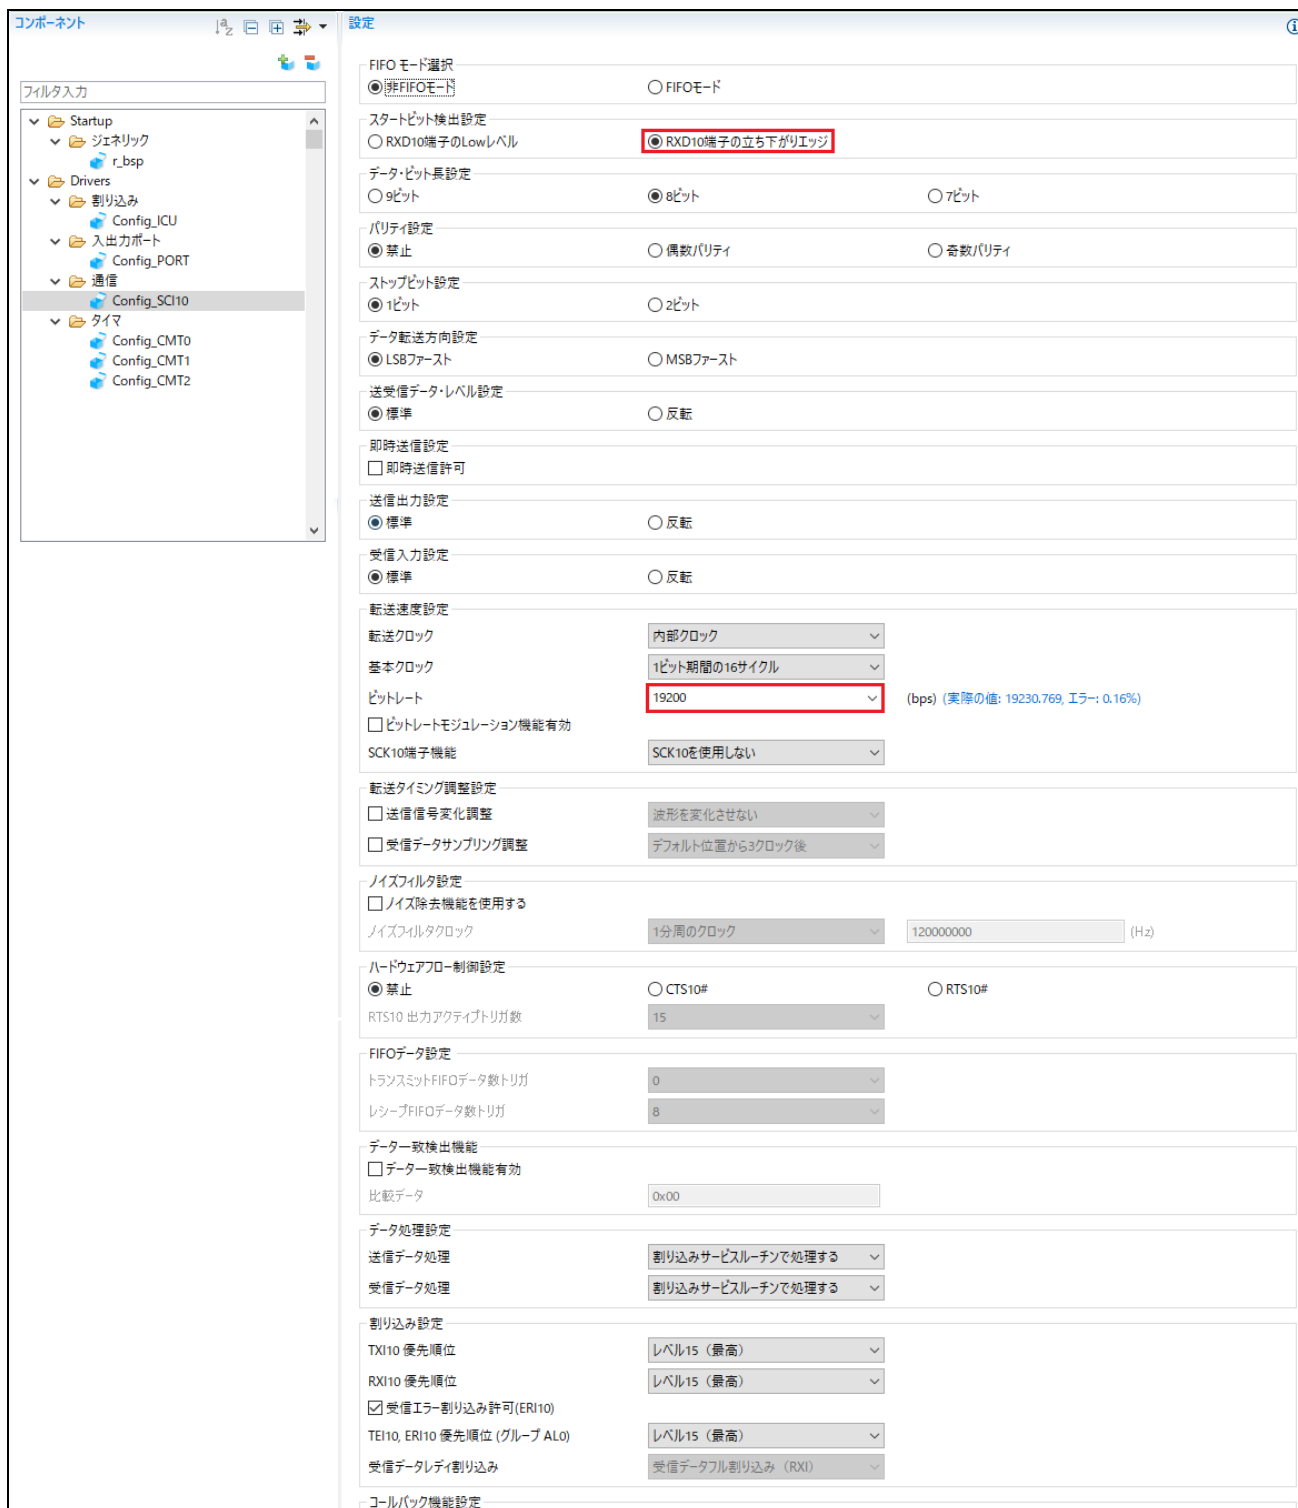 コンポーネント
フィルタ入力
Startup
ジェネリック
r_bsp
Drivers
割り込み
Config_ICU
入出力ポート
Config_PORT
通信
Config_SCI10
タイマ
Config_CMT0
Config_CMT1
Config_CMT2
設定
FIFO モード選択
非FIFOモード FIFOモード
スタートビット検出設定
RXD10端子のLowレベル RXD10端子の立ち下がりエッジ
データ・ビット長設定
9ビット 8ビット 7ビット
パリティ設定
禁止 偶数パリティ 奇数パリティ
ストップビット設定
1ビット 2ビット
データ転送方向設定
LSBファースト MSBファースト
送受信データ・レベル設定
標準 反転
即時送信設定
即時送信許可
送信出力設定
標準 反転
受信入力設定
標準 反転
転送速度設定
転送クロック 内部クロック
基本クロック 1ビット期間の16サイクル
ビットレート 19200 (bps) (実際の値: 19230.769, エラー: 0.16%)
ビットレートモジュレーション機能有効
SCK10端子機能 SCK10を使用しない
転送タイミング調整設定
送信信号変化調整 波形を変化させない
受信データサンプリング調整 デフォルト位置から3クロック後
ノイズフィルタ設定
ノイズ除去機能を使用する
ノイズフィルタクロック 1分周のクロック 120000000 (Hz)
ハードウェアフロー制御設定
禁止 CTS10# RTS10#
RTS10 出力アクティブトリガ数 15
FIFOデータ設定
トランスミットFIFOデータ数トリガ 0
レシーブFIFOデータ数トリガ 8
データ一致検出機能
データ一致検出機能有効
比較データ 0x00
データ処理設定
送信データ処理 割り込みサービスルーチンで処理する
受信データ処理 割り込みサービスルーチンで処理する
割り込み設定
TXI10 優先順位 レベル15（最高）
RXI10 優先順位 レベル15（最高）
受信エラー割り込み許可(ERI10)
TEI10, ERI10 優先順位 (グループ AL0) レベル15（最高）
受信データレディ割り込み 受信データフル割り込み（RXI）
コールバック機能設定